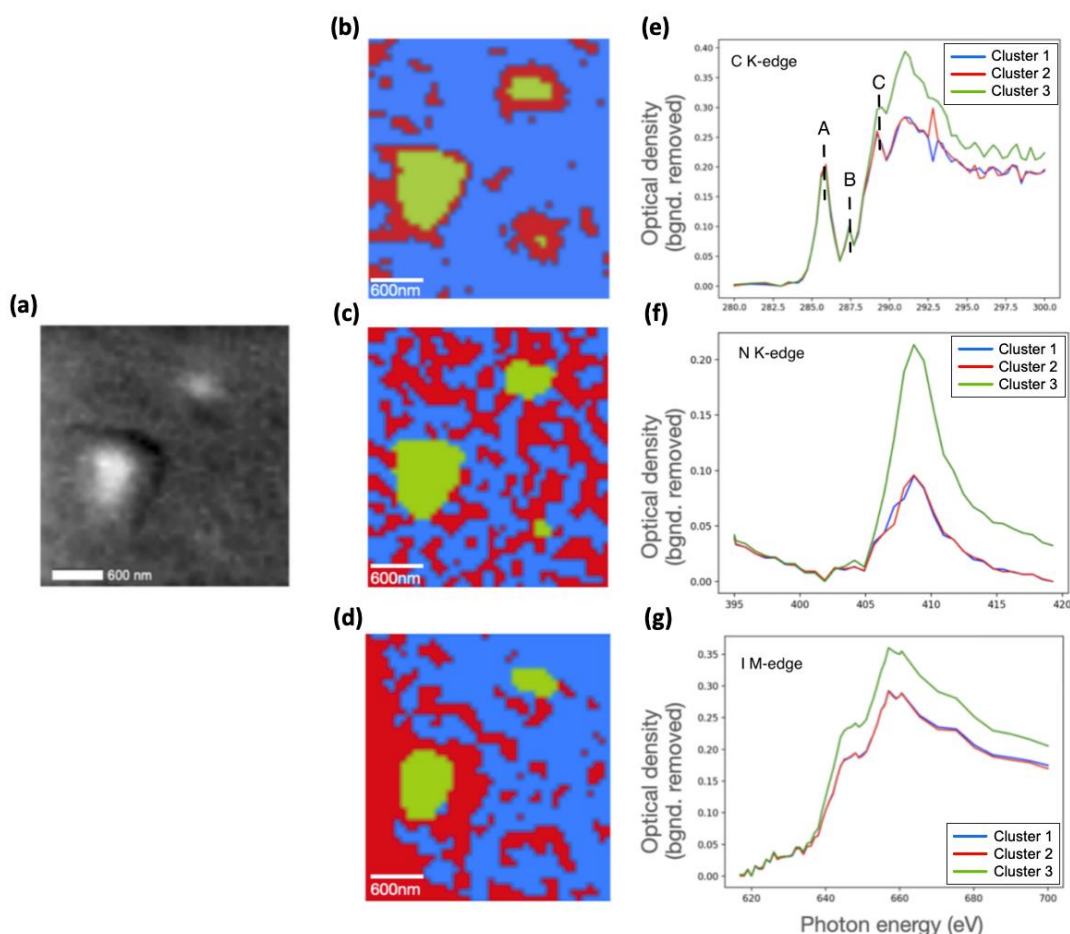 (b)
600nm
(e)
C K-edge
Cluster 1
Cluster 2
Cluster 3
A
B
C
Optical density
(bgnd. removed)
0.40
0.35
0.30
0.25
0.20
0.15
0.10
0.05
0.00
280.0 282.5 285.0 287.5 290.0 292.5 295.0 297.5 300.0
(a)
600 nm
(c)
600nm
(f)
N K-edge
Cluster 1
Cluster 2
Cluster 3
Optical density
(bgnd. removed)
0.20
0.15
0.10
0.05
0.00
395 400 405 410 415 420
(d)
600nm
(g)
I M-edge
Cluster 1
Cluster 2
Cluster 3
Optical density
(bgnd. removed)
0.35
0.30
0.25
0.20
0.15
0.10
0.05
0.00
620 640 660 680 700
Photon energy (eV)